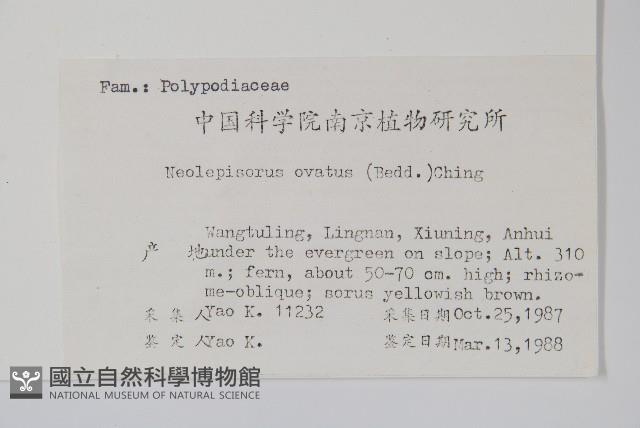 Fam.: Polypodiaceae
中国科学院南京植物研究所
Neolepisorus ovatus (Bedd.)Ching
Wangtuling, Lingnan, Xiuning, Anhui
产 地 under the evergreen on slope; Alt. 310
m.; fern, about 50-70 cm. high; rhizo-
me-oblique; sorus yellowish brown.
采集人 Yao K. 11232 采集日期 Oct.25,1987
鉴定人 Yao K. 鉴定日期 Mar.13,1988
國立自然科學博物館
NATIONAL MUSEUM OF NATURAL SCIENCE